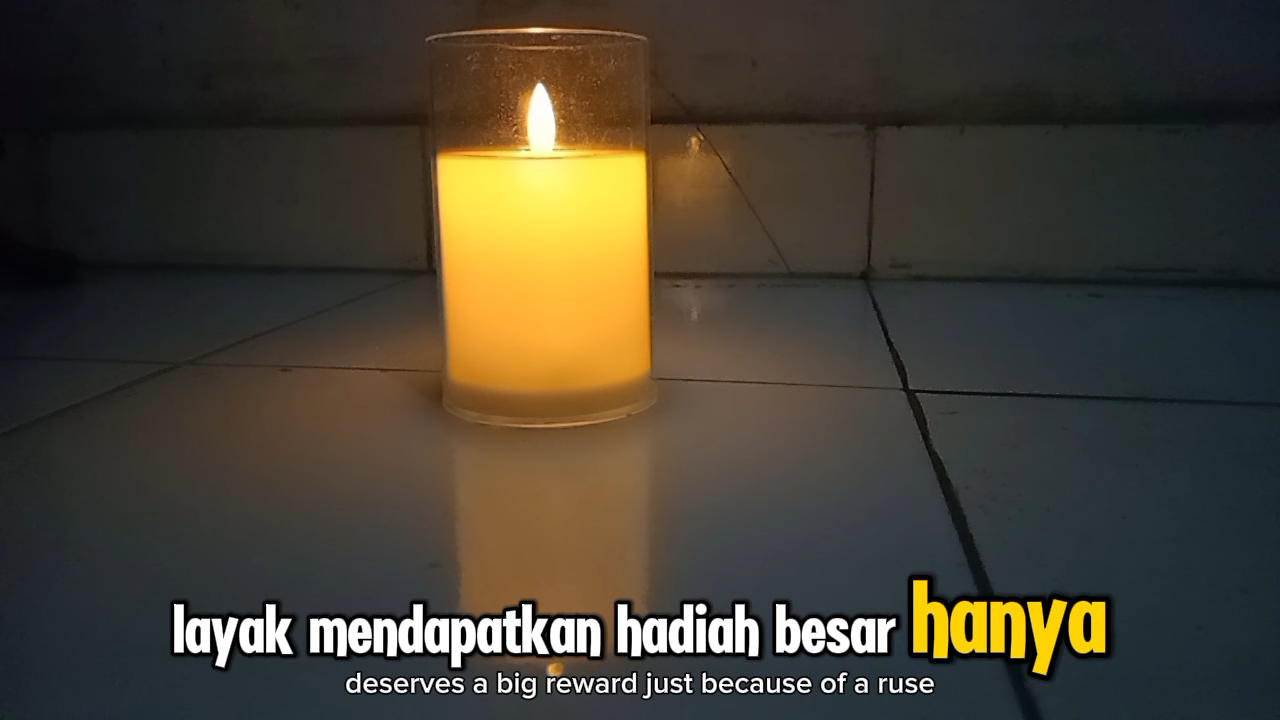 layak mendapatkan hadiah besar hanya
deserves a big reward just because of a ruse